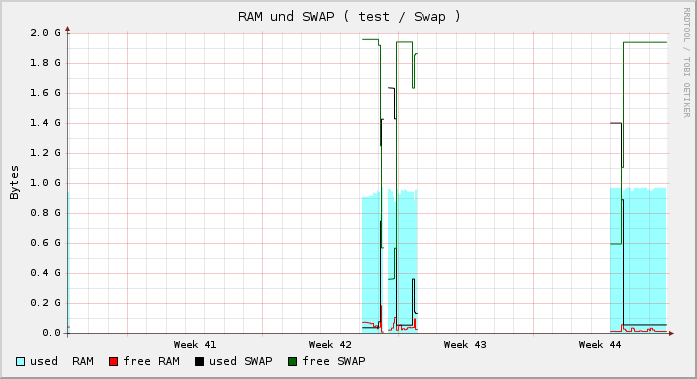 RAM und SWAP ( test / Swap )
RRDTOOL / TOBI OETIKER
Bytes
2.0 G
1.8 G
1.6 G
1.4 G
1.2 G
1.0 G
0.8 G
0.6 G
0.4 G
0.2 G
0.0
Week 41 Week 42 Week 43 Week 44
used RAM free RAM used SWAP free SWAP